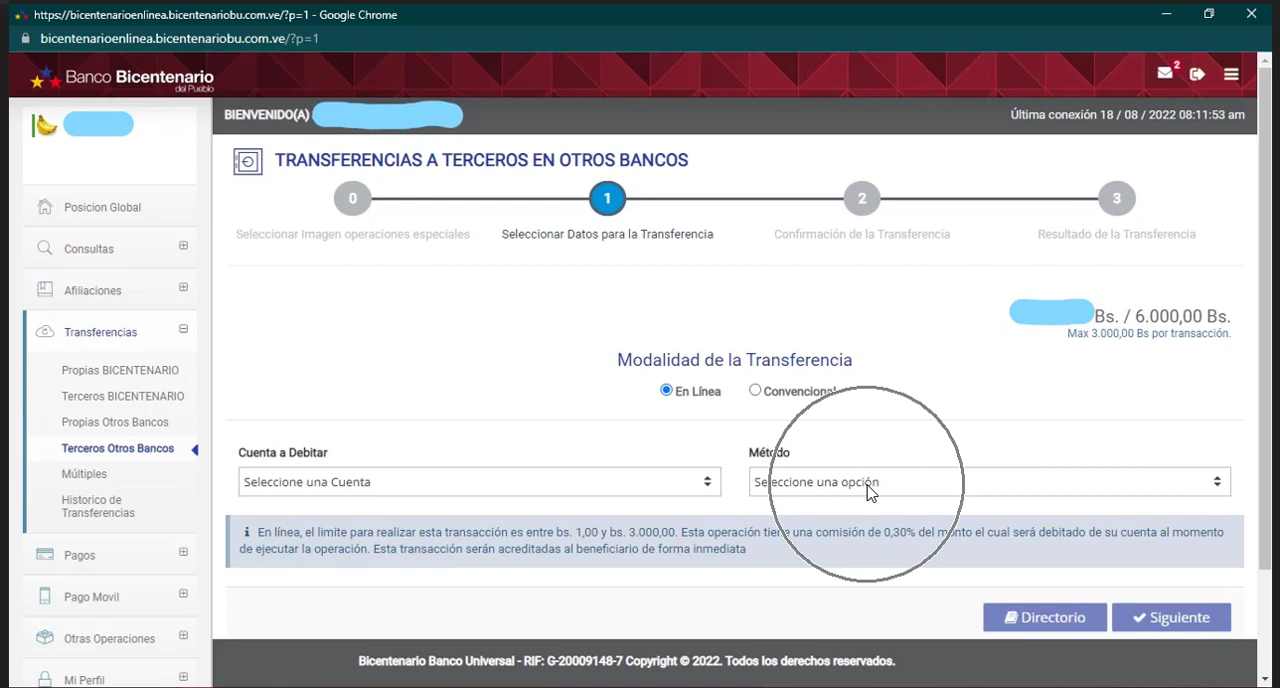 https://bicentenarioenlinea.bicentenariobu.com.ve/?p=1 - Google Chrome
bicentenarioenlinea.bicentenariobu.com.ve/?p=1
Banco Bicentenario
del Pueblo
2
BIENVENIDO(A)
Última conexión 18 / 08 / 2022 08:11:53 am
TRANSFERENCIAS A TERCEROS EN OTROS BANCOS
0 1 2 3
Seleccionar Imagen operaciones especiales Seleccionar Datos para la Transferencia Confirmación de la Transferencia Resultado de la Transferencia
Posicion Global
Consultas
Afiliaciones
Transferencias
Propias BICENTENARIO
Terceros BICENTENARIO
Propias Otros Bancos
Terceros Otros Bancos
Múltiples
Historico de
Transferencias
Pagos
Pago Movil
Otras Operaciones
Mi Perfil
Bs. / 6.000,00 Bs.
Max 3.000,00 Bs por transacción.
Modalidad de la Transferencia
En Línea Convencional
Cuenta a Debitar Método
Seleccione una Cuenta Seleccione una opción
En línea, el limite para realizar esta transacción es entre bs. 1,00 y bs. 3.000,00. Esta operación tiene una comisión de 0,30% del monto el cual será debitado de su cuenta al momento
de ejecutar la operación. Esta transacción serán acreditadas al beneficiario de forma inmediata
Directorio Siguiente
Bicentenario Banco Universal - RIF: G-20009148-7 Copyright © 2022. Todos los derechos reservados.